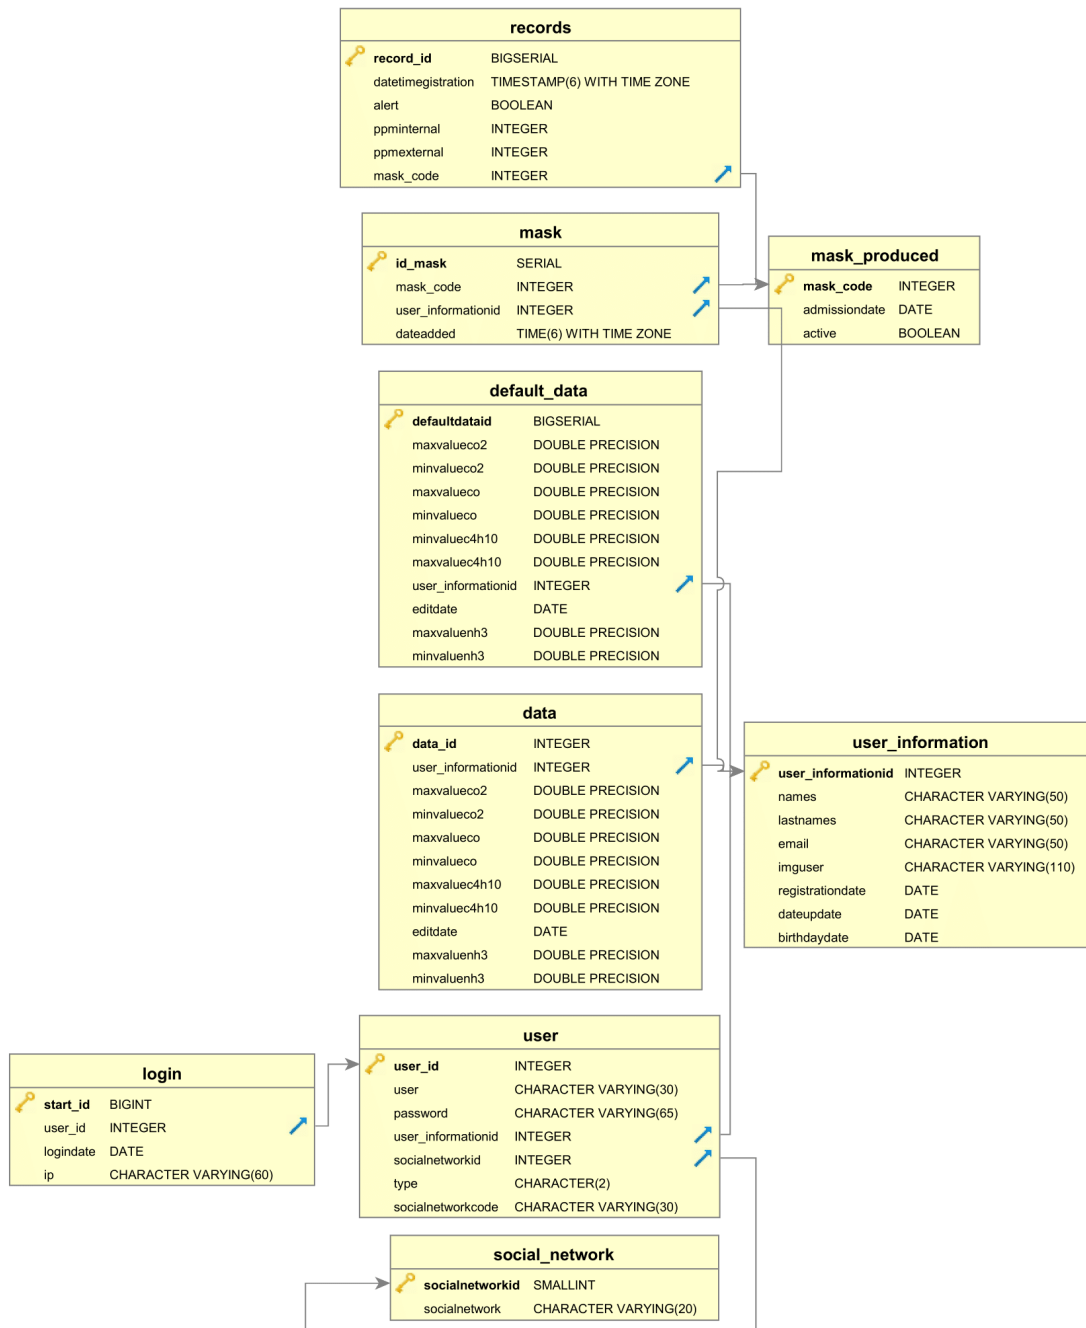 records
record_id BIGSERIAL
datetimegistration TIMESTAMP(6) WITH TIME ZONE
alert BOOLEAN
ppminternal INTEGER
ppmexternal INTEGER
mask_code INTEGER
mask
id_mask SERIAL
mask_code INTEGER
user_informationid INTEGER
dateadded TIME(6) WITH TIME ZONE
mask_produced
mask_code INTEGER
admissiondate DATE
active BOOLEAN
default_data
defaultdataid BIGSERIAL
maxvalueco2 DOUBLE PRECISION
minvalueco2 DOUBLE PRECISION
maxvalueco DOUBLE PRECISION
minvalueco DOUBLE PRECISION
minvaluec4h10 DOUBLE PRECISION
maxvaluec4h10 DOUBLE PRECISION
user_informationid INTEGER
editdate DATE
maxvaluenh3 DOUBLE PRECISION
minvaluenh3 DOUBLE PRECISION
data
data_id INTEGER
user_informationid INTEGER
maxvalueco2 DOUBLE PRECISION
minvalueco2 DOUBLE PRECISION
maxvalueco DOUBLE PRECISION
minvalueco DOUBLE PRECISION
maxvaluec4h10 DOUBLE PRECISION
minvaluec4h10 DOUBLE PRECISION
editdate DATE
maxvaluenh3 DOUBLE PRECISION
minvaluenh3 DOUBLE PRECISION
user_information
user_informationid INTEGER
names CHARACTER VARYING(50)
lastnames CHARACTER VARYING(50)
email CHARACTER VARYING(50)
imguser CHARACTER VARYING(110)
registrationdate DATE
dateupdate DATE
birthdaydate DATE
login
start_id BIGINT
user_id INTEGER
logindate DATE
ip CHARACTER VARYING(60)
user
user_id INTEGER
user CHARACTER VARYING(30)
password CHARACTER VARYING(65)
user_informationid INTEGER
socialnetworkid INTEGER
type CHARACTER(2)
socialnetworkcode CHARACTER VARYING(30)
social_network
socialnetworkid SMALLINT
socialnetwork CHARACTER VARYING(20)